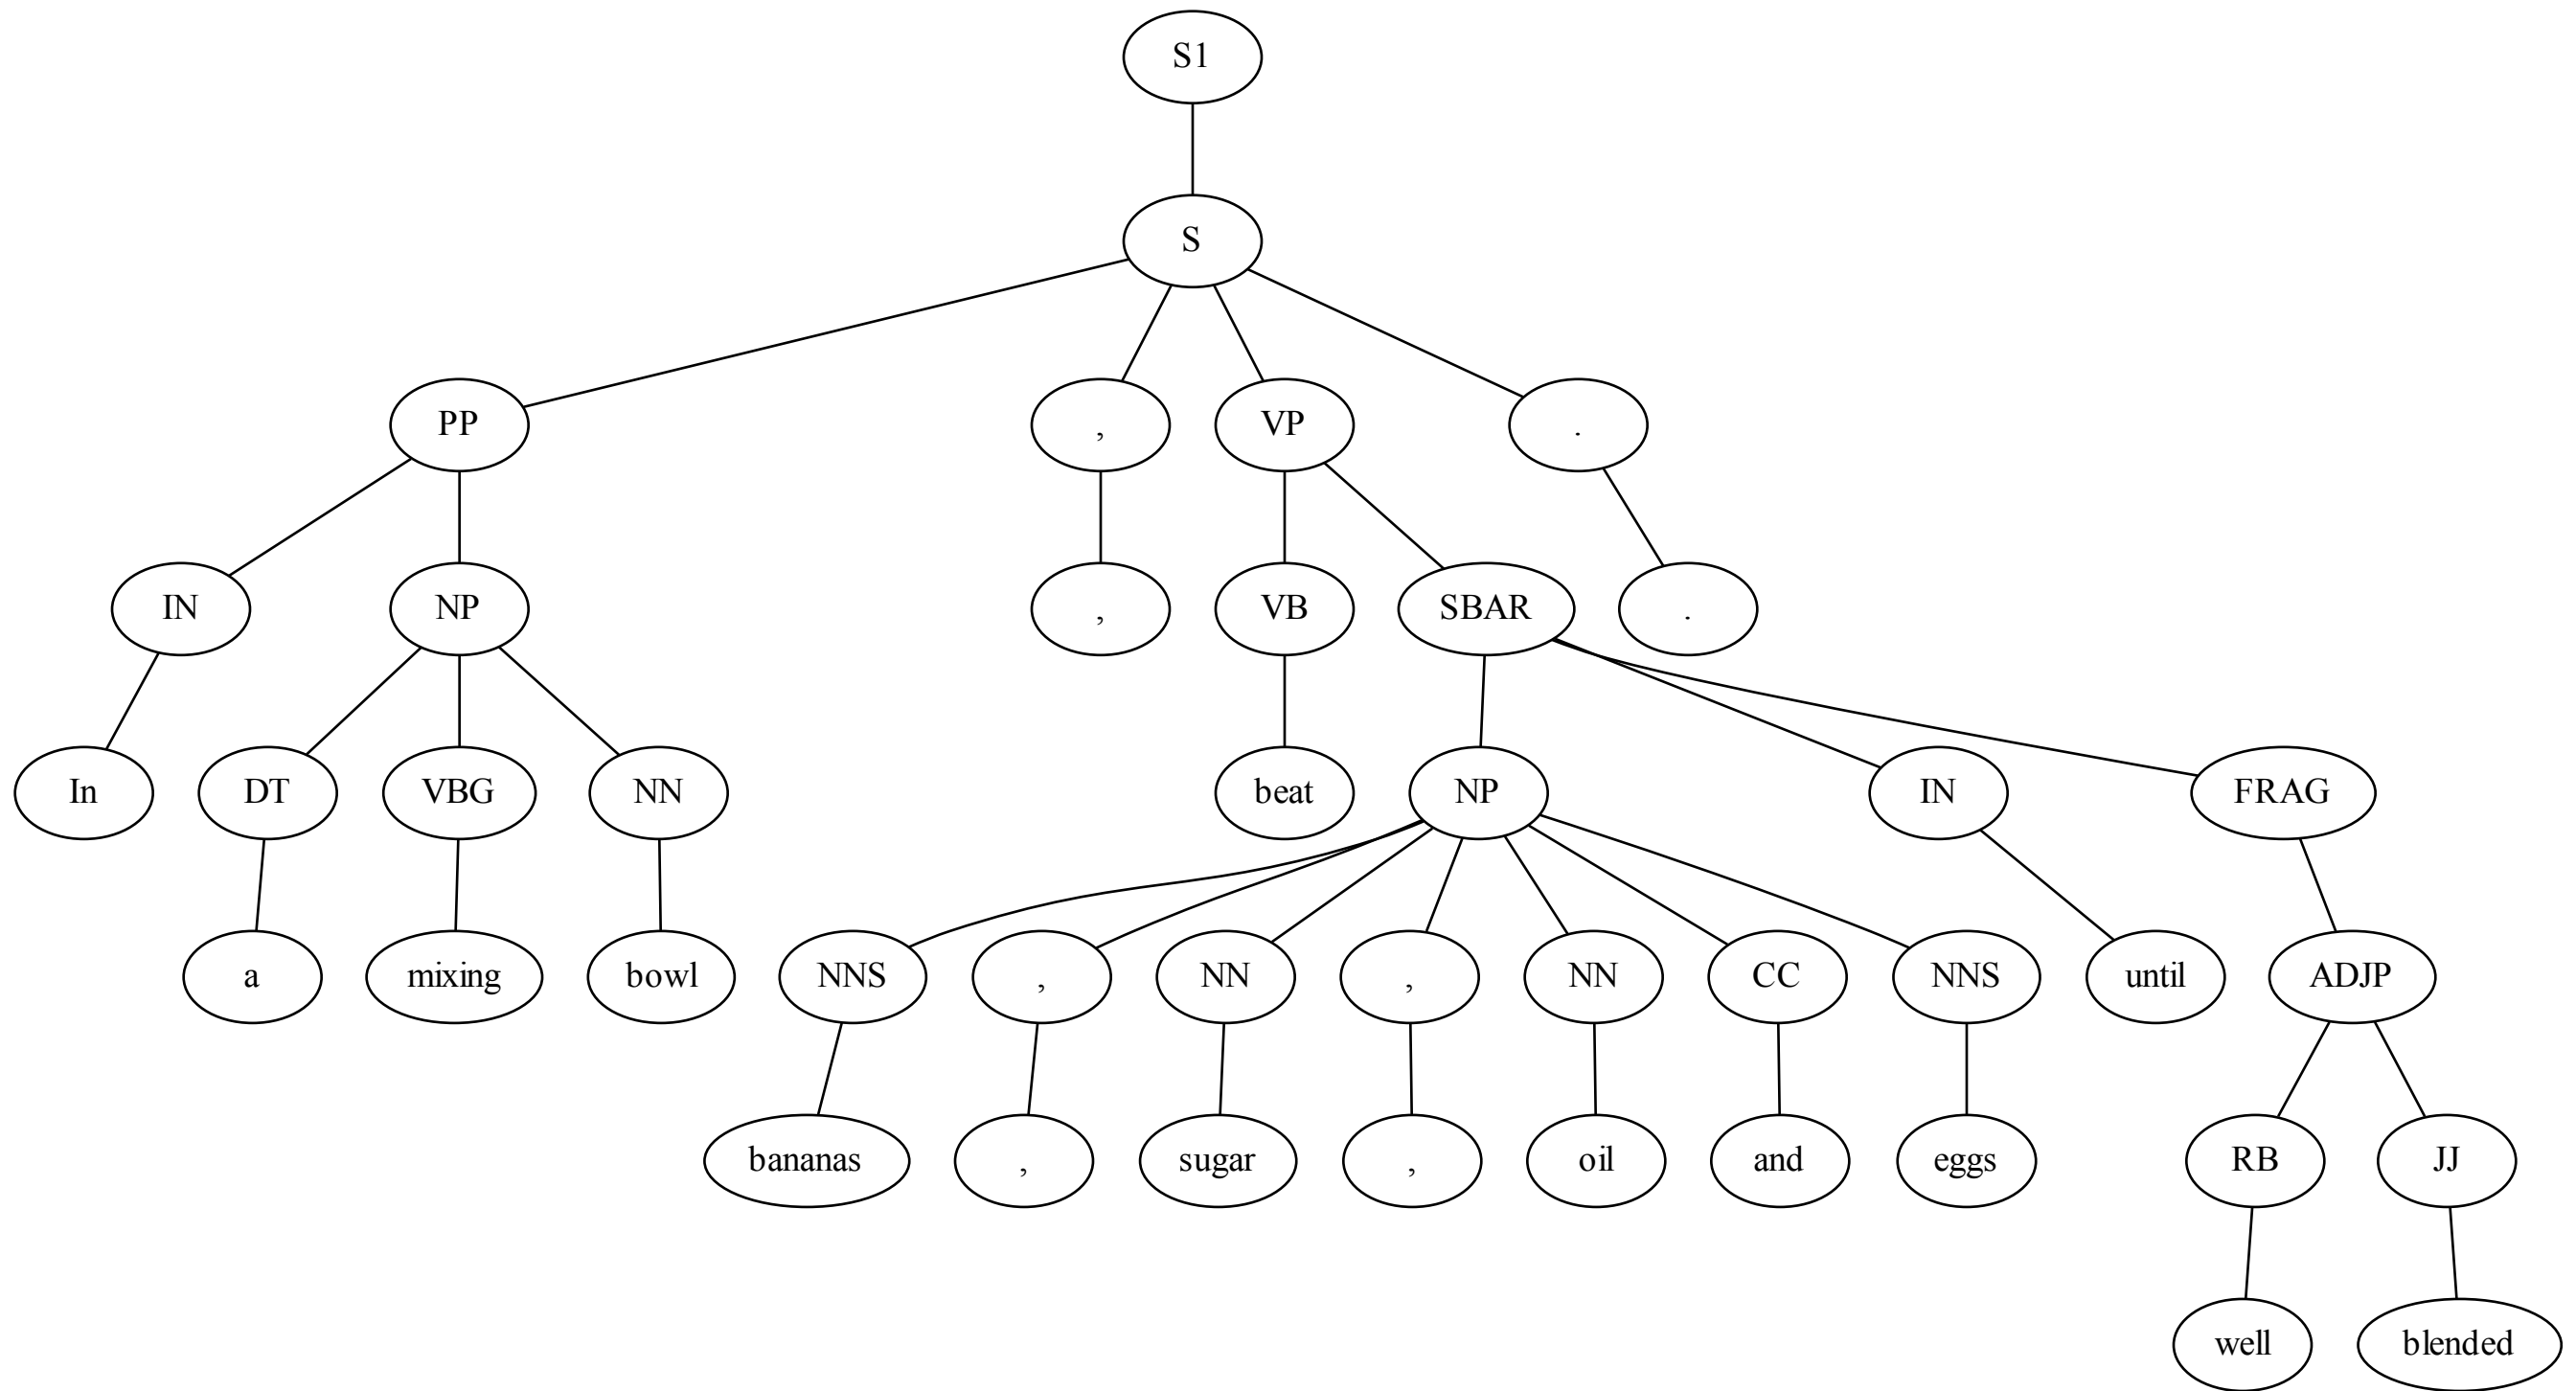 S1
S
PP , VP .
IN NP , VB SBAR .
In DT VBG NN beat NP IN FRAG
a mixing bowl NNS , NN , NN CC NNS until ADJP
bananas , sugar , oil and eggs RB JJ
well blended